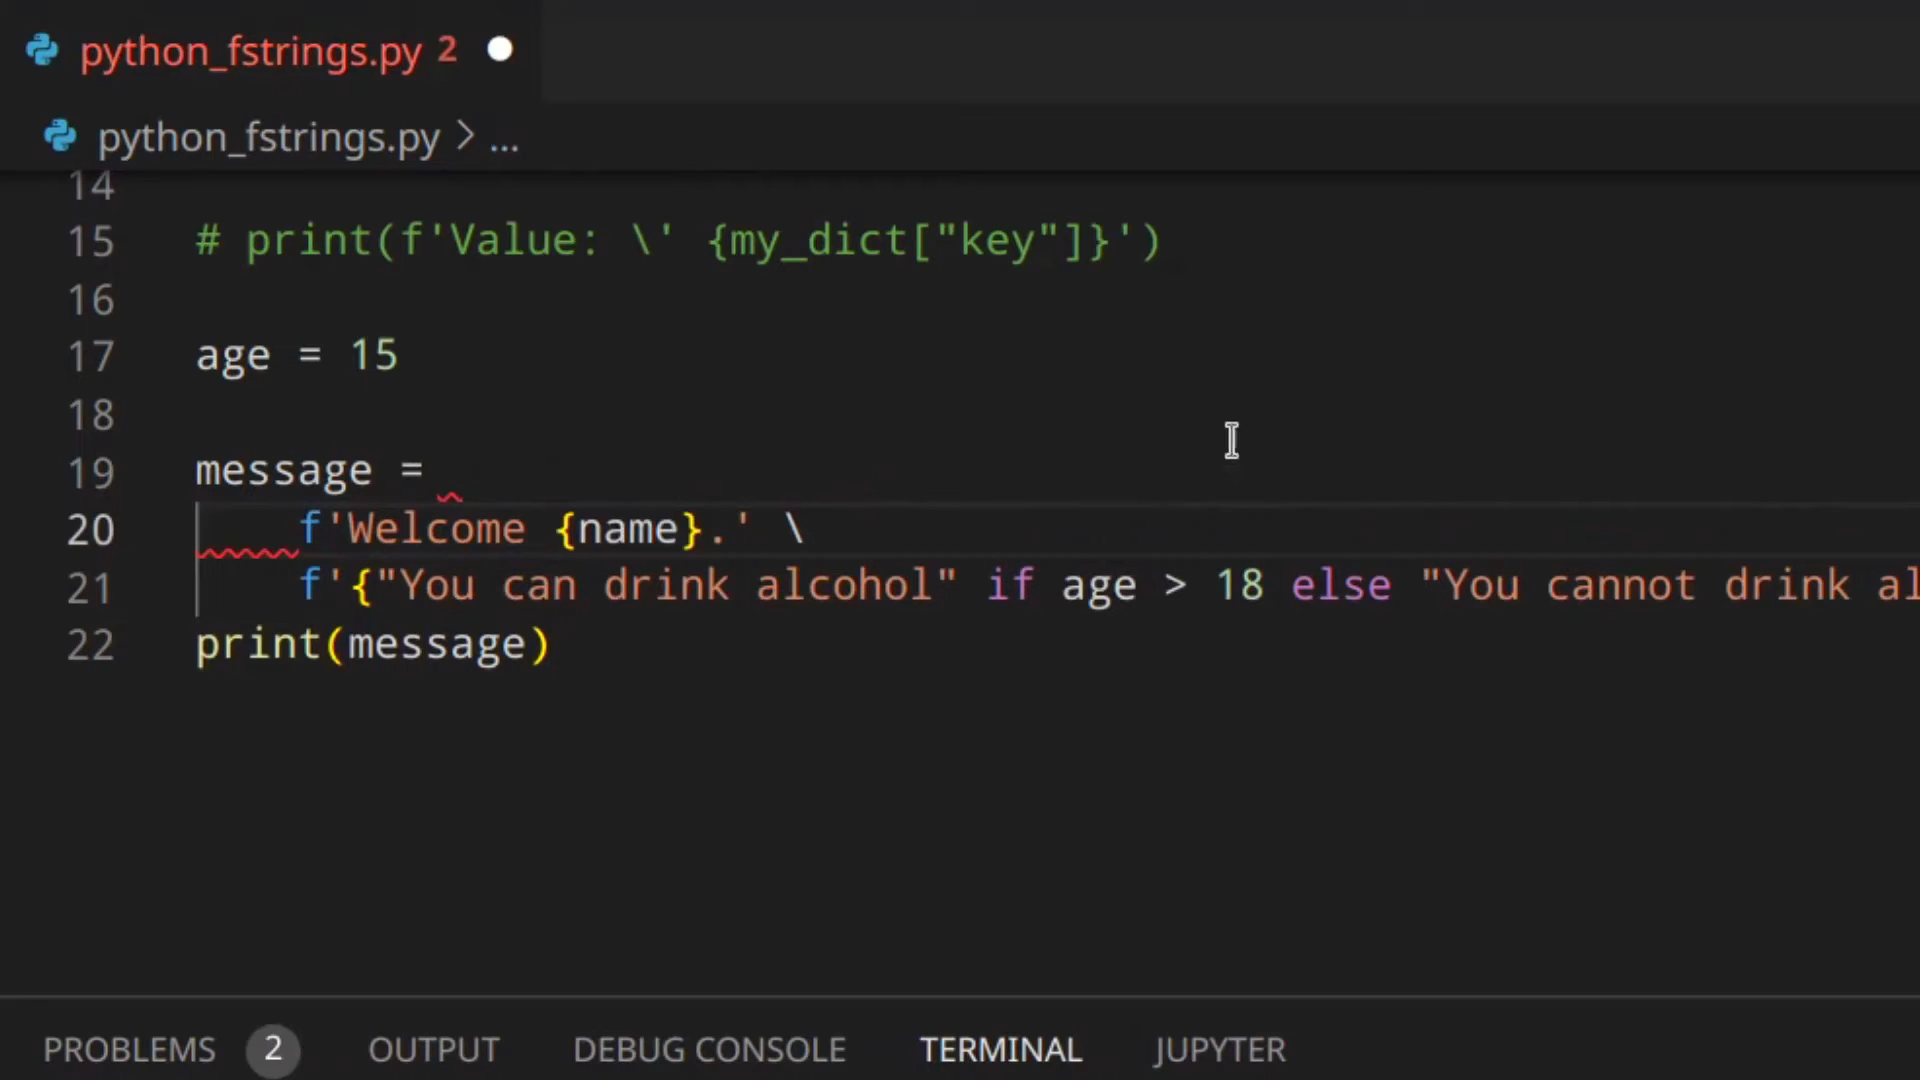 python_fstrings.py 2
python_fstrings.py > ...
14
15 # print(f'Value: \' {my_dict["key"]}')
16
17 age = 15
18
19 message =
20 f'Welcome {name}.' \
21 f'{"You can drink alcohol" if age > 18 else "You cannot drink al
22 print(message)
PROBLEMS 2 OUTPUT DEBUG CONSOLE TERMINAL JUPYTER